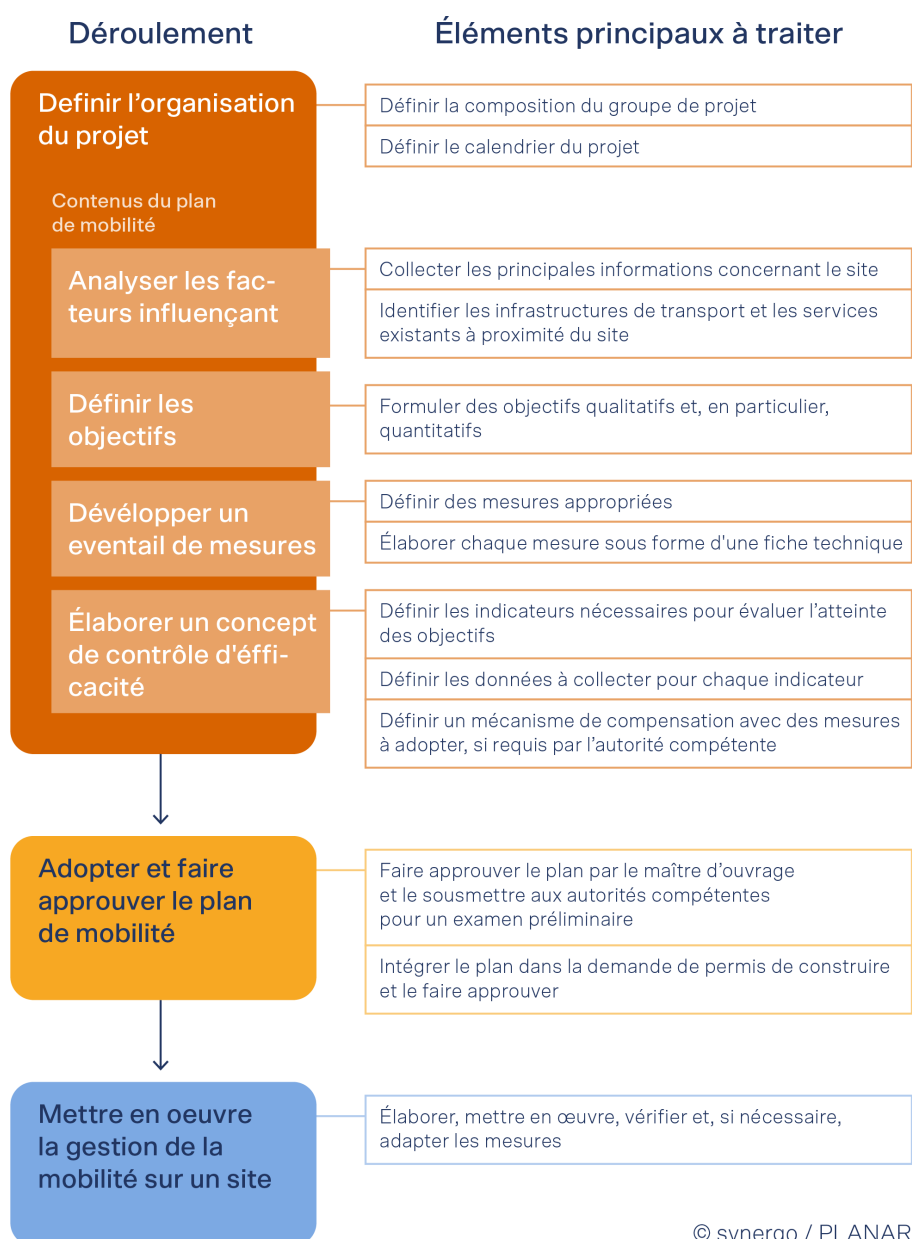 Déroulement
Éléments principaux à traiter
Definir l'organisation
du projet
Définir la composition du groupe de projet
Définir le calendrier du projet
Contenus du plan
de mobilité
Analyser les fac-
teurs influençant
Collecter les principales informations concernant le site
Identifier les infrastructures de transport et les services
existants à proximité du site
Définir les
objectifs
Formuler des objectifs qualitatifs et, en particulier,
quantitatifs
Dévélopper un
eventail de mesures
Définir des mesures appropriées
Élaborer chaque mesure sous forme d'une fiche technique
Élaborer un concept
de contrôle d'éffi-
cacité
Définir les indicateurs nécessaires pour évaluer l'atteinte
des objectifs
Définir les données à collecter pour chaque indicateur
Définir un mécanisme de compensation avec des mesures
à adopter, si requis par l'autorité compétente
Adopter et faire
approuver le plan
de mobilité
Faire approuver le plan par le maître d'ouvrage
et le sousmettre aux autorités compétentes
pour un examen préliminaire
Intégrer le plan dans la demande de permis de construire
et le faire approuver
Mettre en oeuvre
la gestion de la
mobilité sur un site
Élaborer, mettre en œuvre, vérifier et, si nécessaire,
adapter les mesures
© synergo / PLANAR